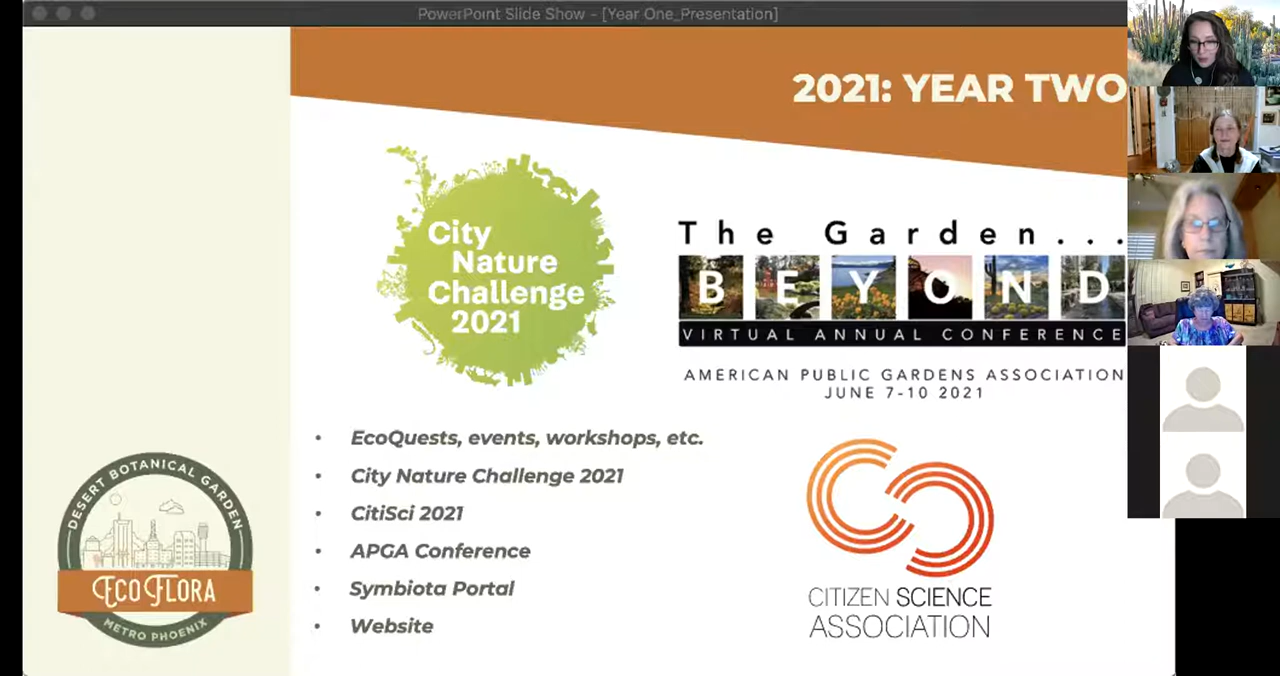 PowerPoint Slide Show - [Year One_Presentation]
2021: YEAR TWO
City
Nature
Challenge
2021
The Garden...
BEYOND
VIRTUAL ANNUAL CONFERENCE
AMERICAN PUBLIC GARDENS ASSOCIATION
JUNE 7-10 2021
• EcoQuests, events, workshops, etc.
• City Nature Challenge 2021
• CitiSci 2021
• APGA Conference
• Symbiota Portal
• Website
CITIZEN SCIENCE
ASSOCIATION
DESERT BOTANICAL GARDEN
ECOFLORA
METRO PHOENIX